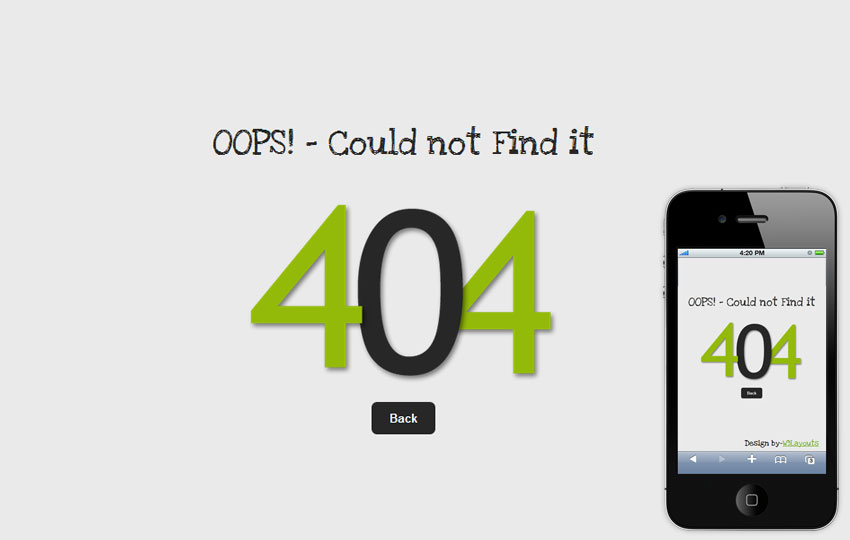 OOPS! - Could not Find it
404
Back
4:20 PM
OOPS! - Could not Find it
404
Back
Design by-W3Layouts